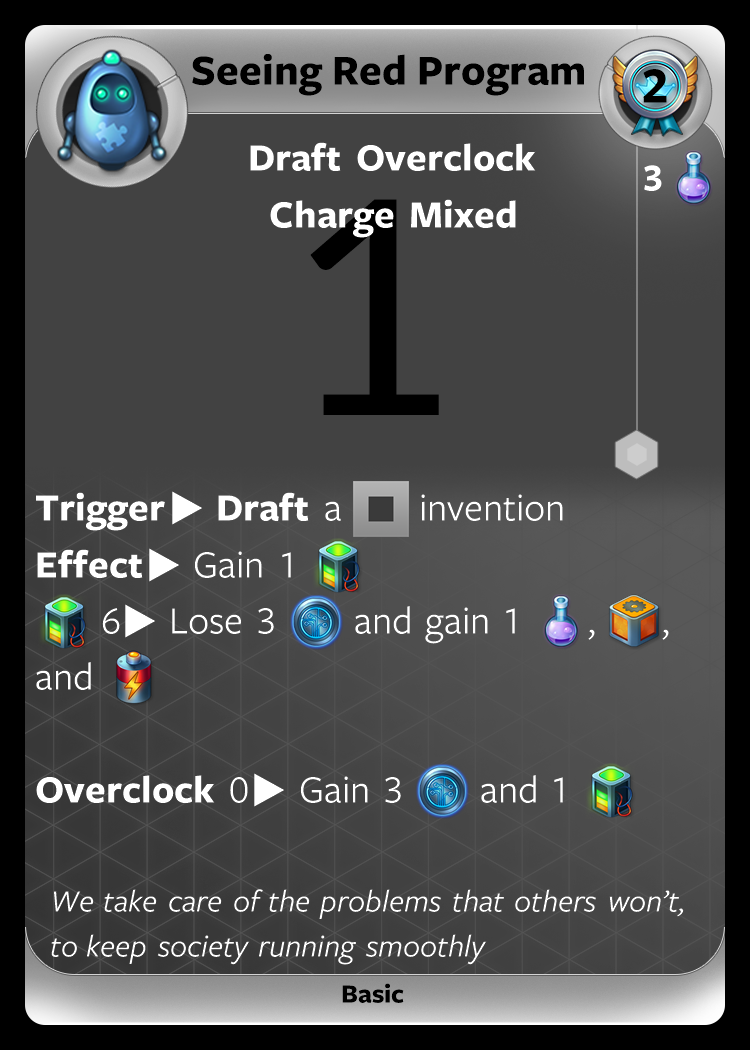 Seeing Red Program
2
Draft Overclock
3
Charge Mixed
1
Trigger▶ Draft a invention
Effect▶ Gain 1
6▶ Lose 3 and gain 1 , ,
and
Overclock 0▶ Gain 3 and 1
We take care of the problems that others won't,
to keep society running smoothly
Basic